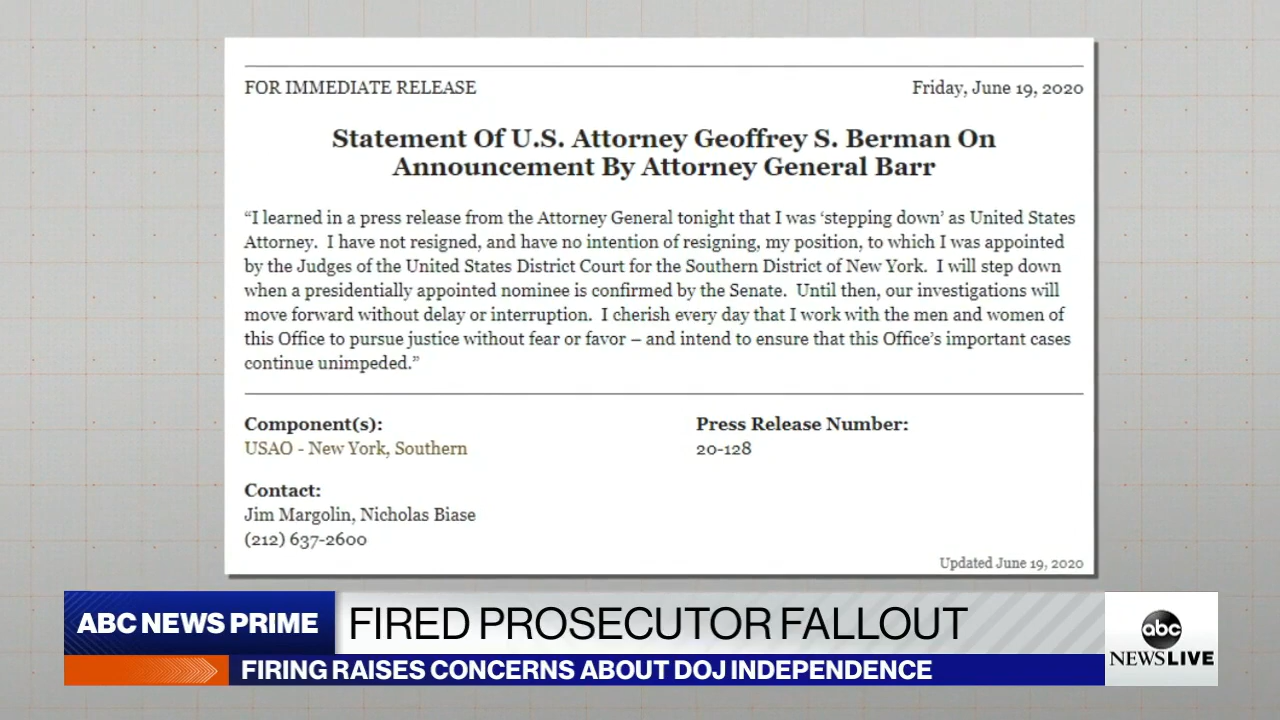 FOR IMMEDIATE RELEASE
Friday, June 19, 2020
Statement Of U.S. Attorney Geoffrey S. Berman On
Announcement By Attorney General Barr
“I learned in a press release from the Attorney General tonight that I was ‘stepping down’ as United States
Attorney.  I have not resigned, and have no intention of resigning, my position, to which I was appointed
by the Judges of the United States District Court for the Southern District of New York.  I will step down
when a presidentially appointed nominee is confirmed by the Senate.  Until then, our investigations will
move forward without delay or interruption.  I cherish every day that I work with the men and women of
this Office to pursue justice without fear or favor – and intend to ensure that this Office’s important cases
continue unimpeded.”
Component(s):
USAO - New York, Southern
Press Release Number:
20-128
Contact:
Jim Margolin, Nicholas Biase
(212) 637-2600
Updated June 19, 2020
ABC NEWS PRIME
FIRED PROSECUTOR FALLOUT
FIRING RAISES CONCERNS ABOUT DOJ INDEPENDENCE
abc
NEWSLIVE